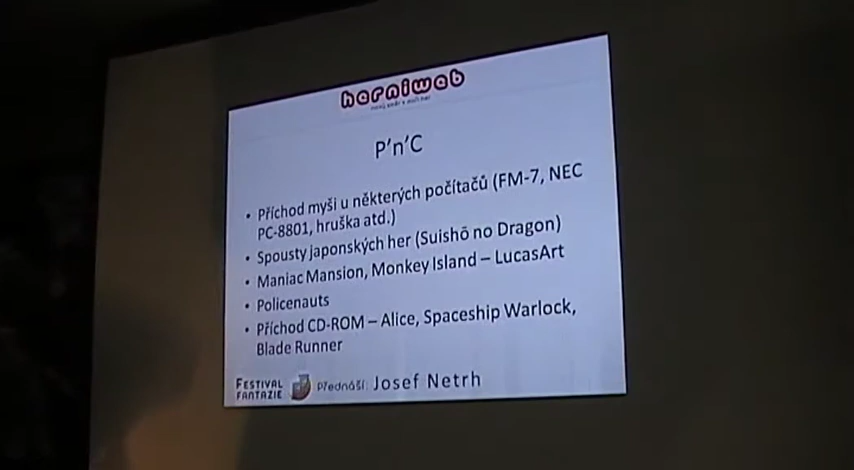 herniweb
P'n'C
• Příchod myši u některých počítačů (FM-7, NEC
PC-8801, hruška atd.)
• Spousty japonských her (Suishō no Dragon)
• Maniac Mansion, Monkey Island – LucasArt
• Policenauts
• Příchod CD-ROM – Alice, Spaceship Warlock,
Blade Runner
FESTIVAL
FANTAZIE
Přednáší: Josef Netrh